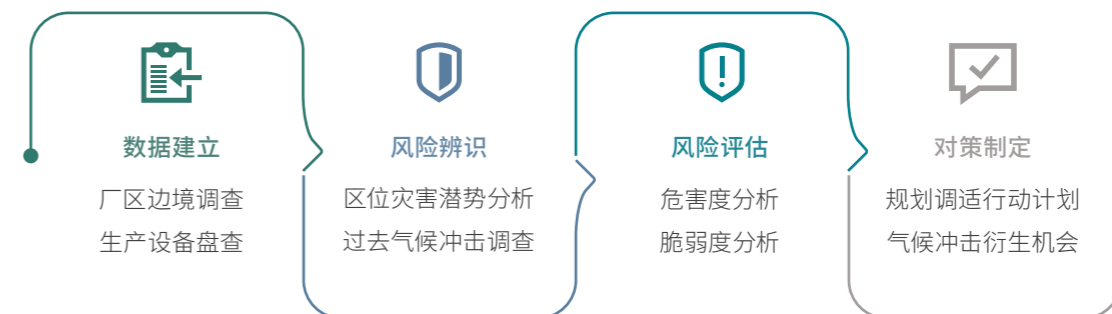 数据建立
厂区边境调查
生产设备盘查
风险辨识
区位灾害潜势分析
过去气候冲击调查
风险评估
危害度分析
脆弱度分析
对策制定
规划调适行动计划
气候冲击衍生机会